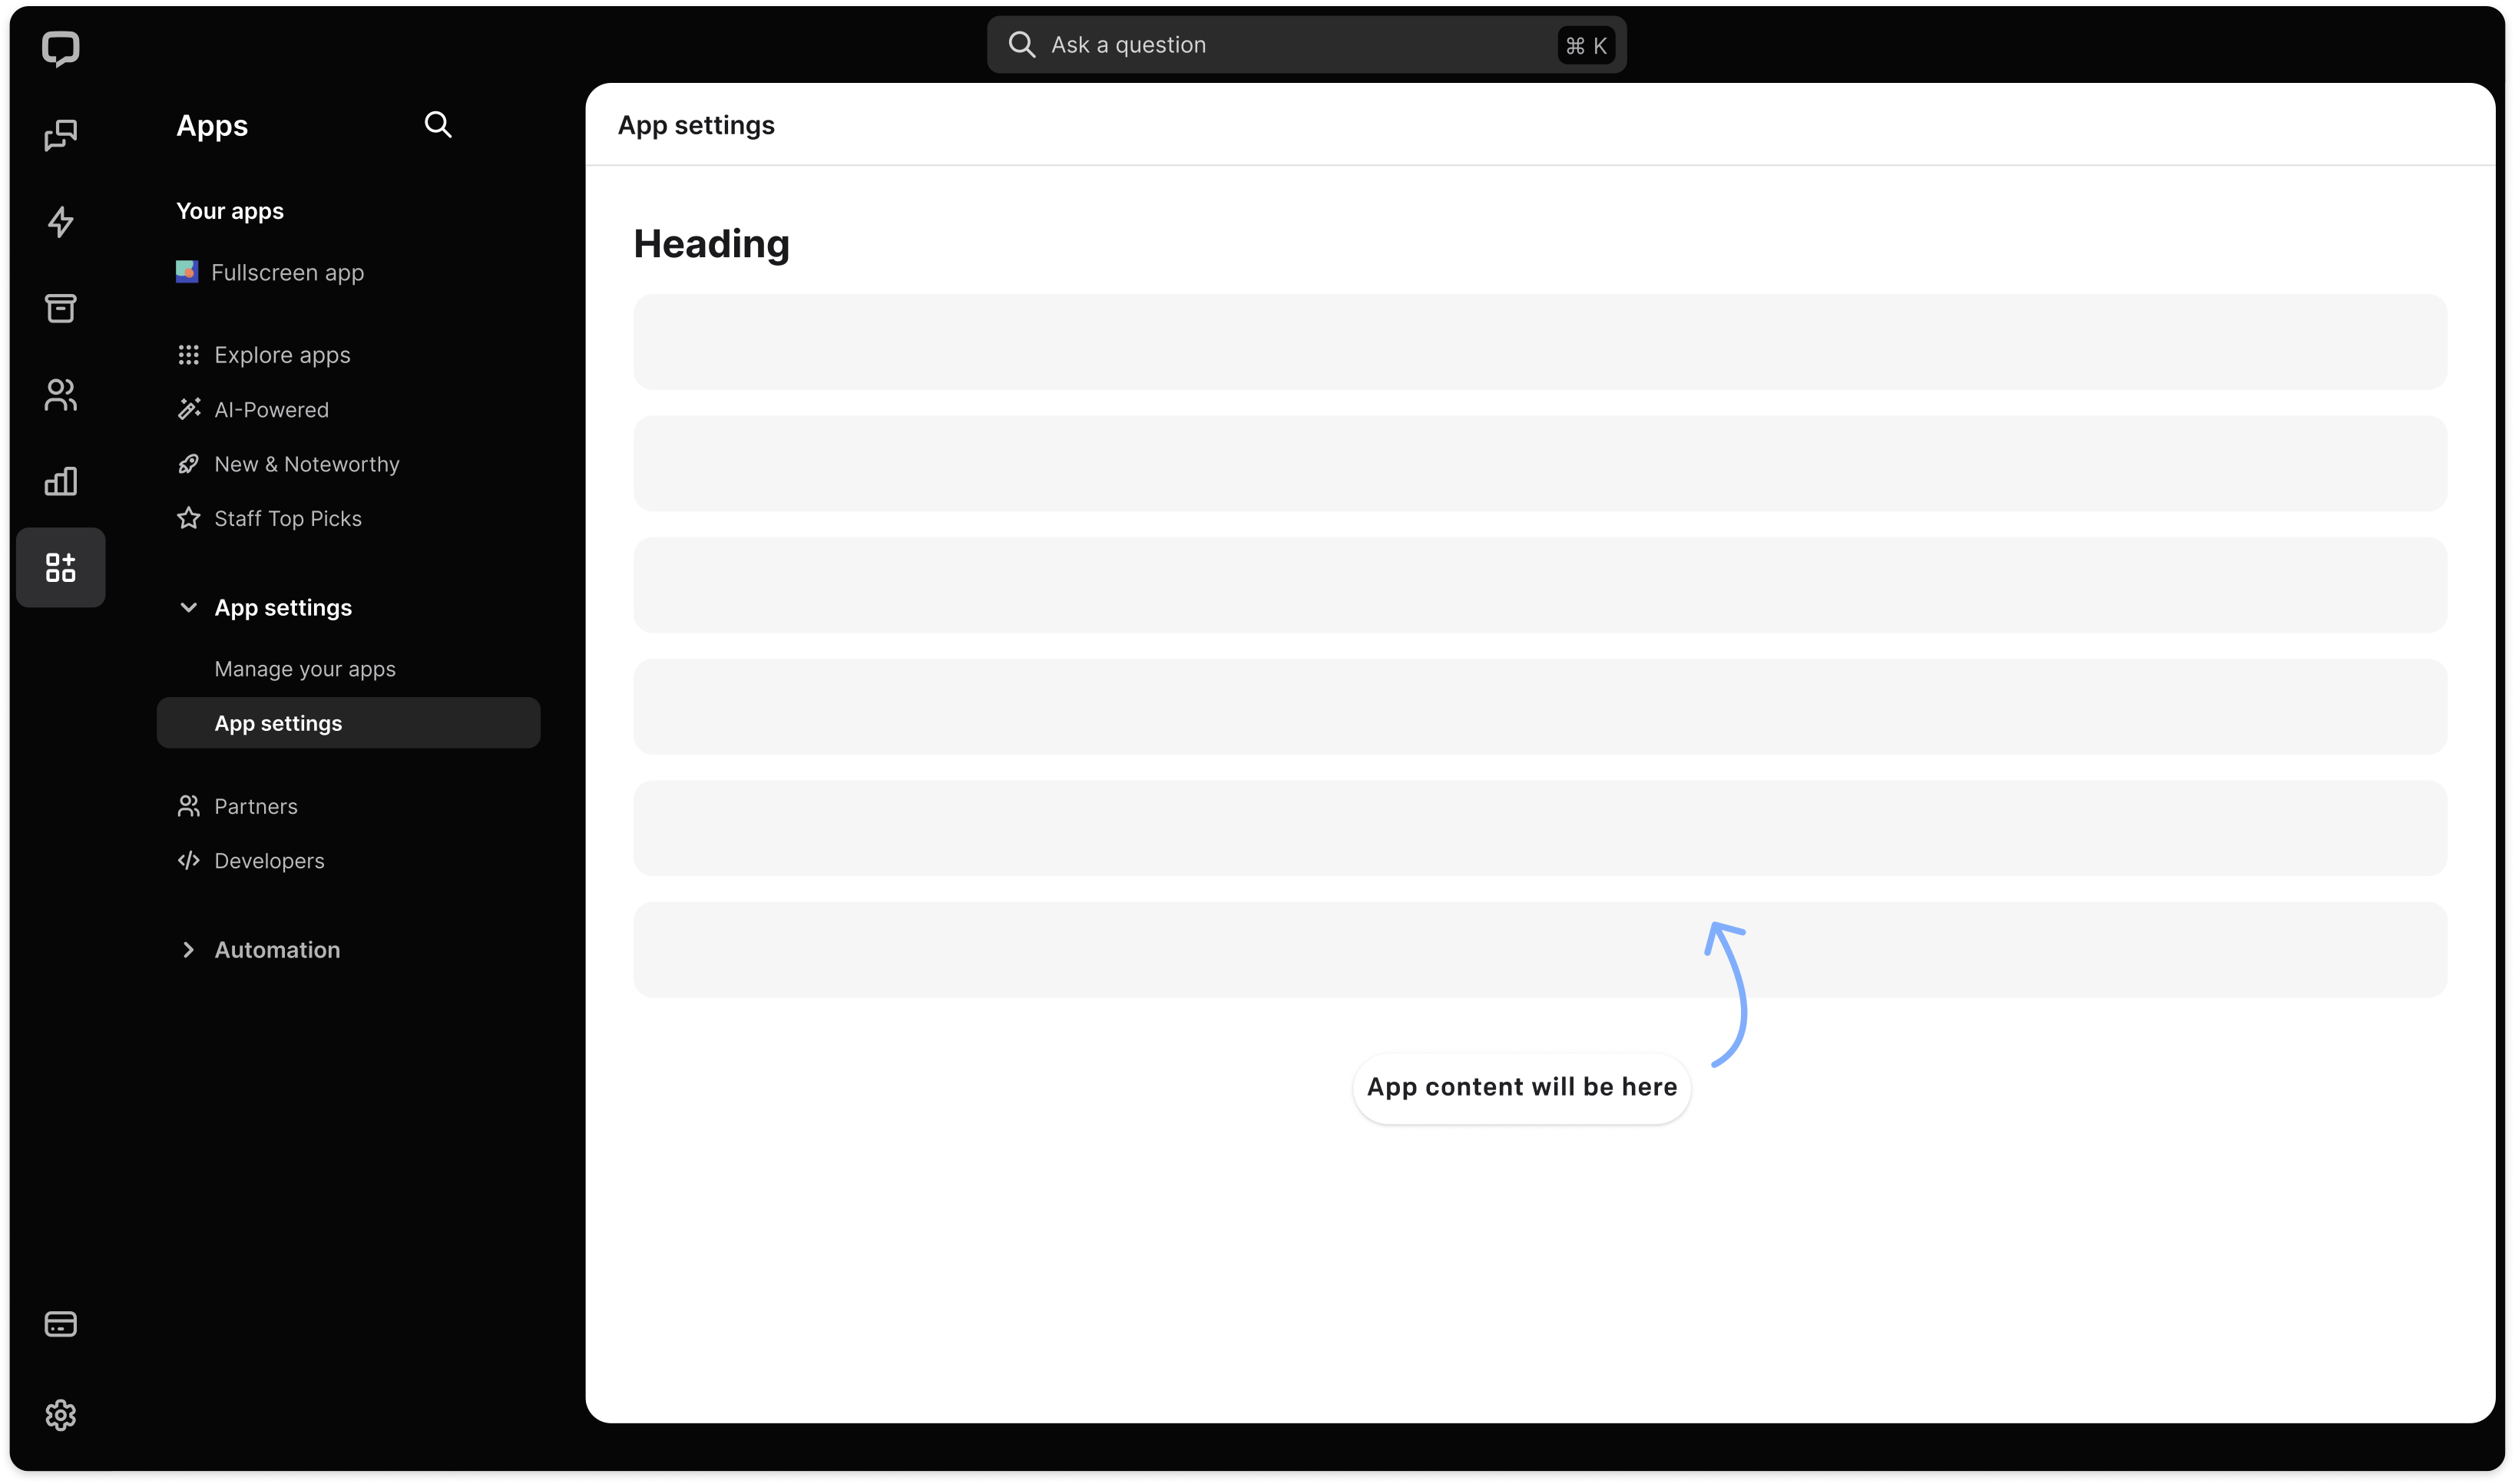 Ask a question
⌘ K
Apps
Your apps
Fullscreen app
Explore apps
AI-Powered
New & Noteworthy
Staff Top Picks
App settings
Manage your apps
App settings
Partners
Developers
Automation
App settings
Heading
App content will be here